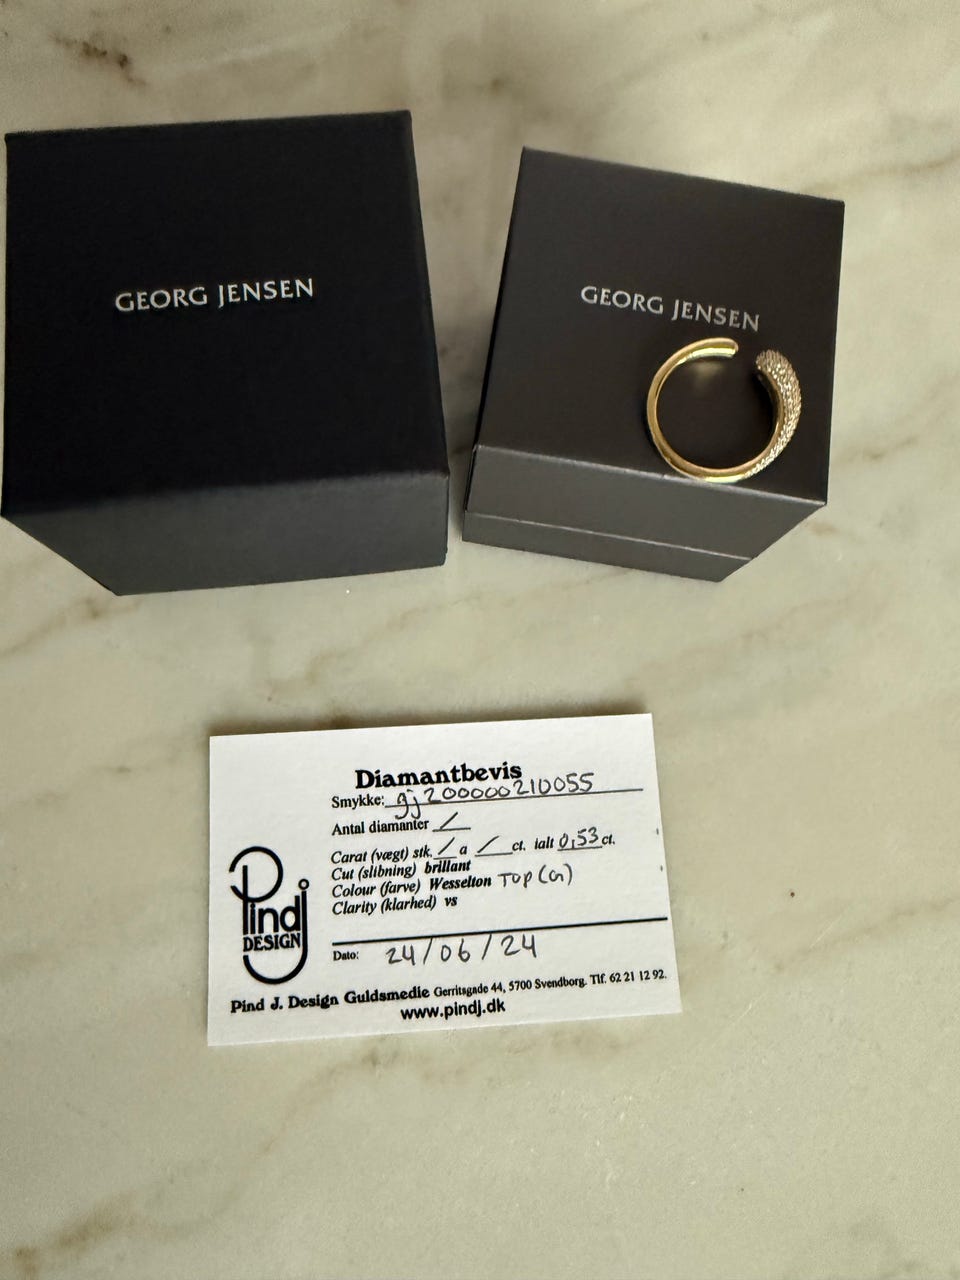 GEORG JENSEN
GEORG JENSEN
Diamantbevis
Smykke: gj200000210055
Antal diamanter /
Carat (vægt) stk. / a / ct. ialt 0,53 ct.
Cut (slibning) brillant
Colour (farve) Wesselton TOP (G)
Clarity (klarhed) vs
Pind J
DESIGN
Dato: 24/06/24
Pind J. Design Guldsmedie Gerritsgade 44, 5700 Svendborg. Tlf. 62 21 12 92.
www.pindj.dk